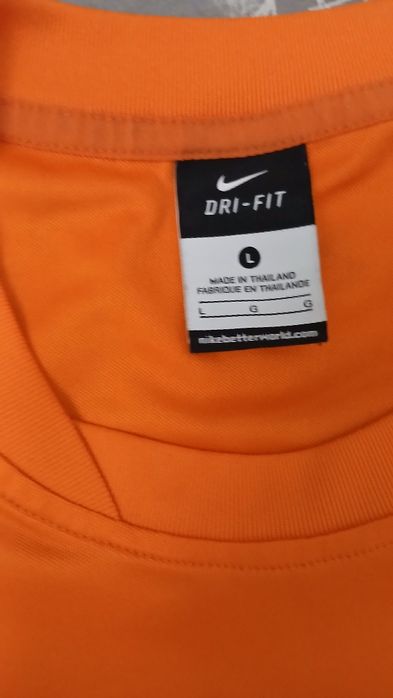 DRI-FIT
L
MADE IN THAILAND
FABRIQUE EN THAILANDE
L G G
nikebetterworld.com